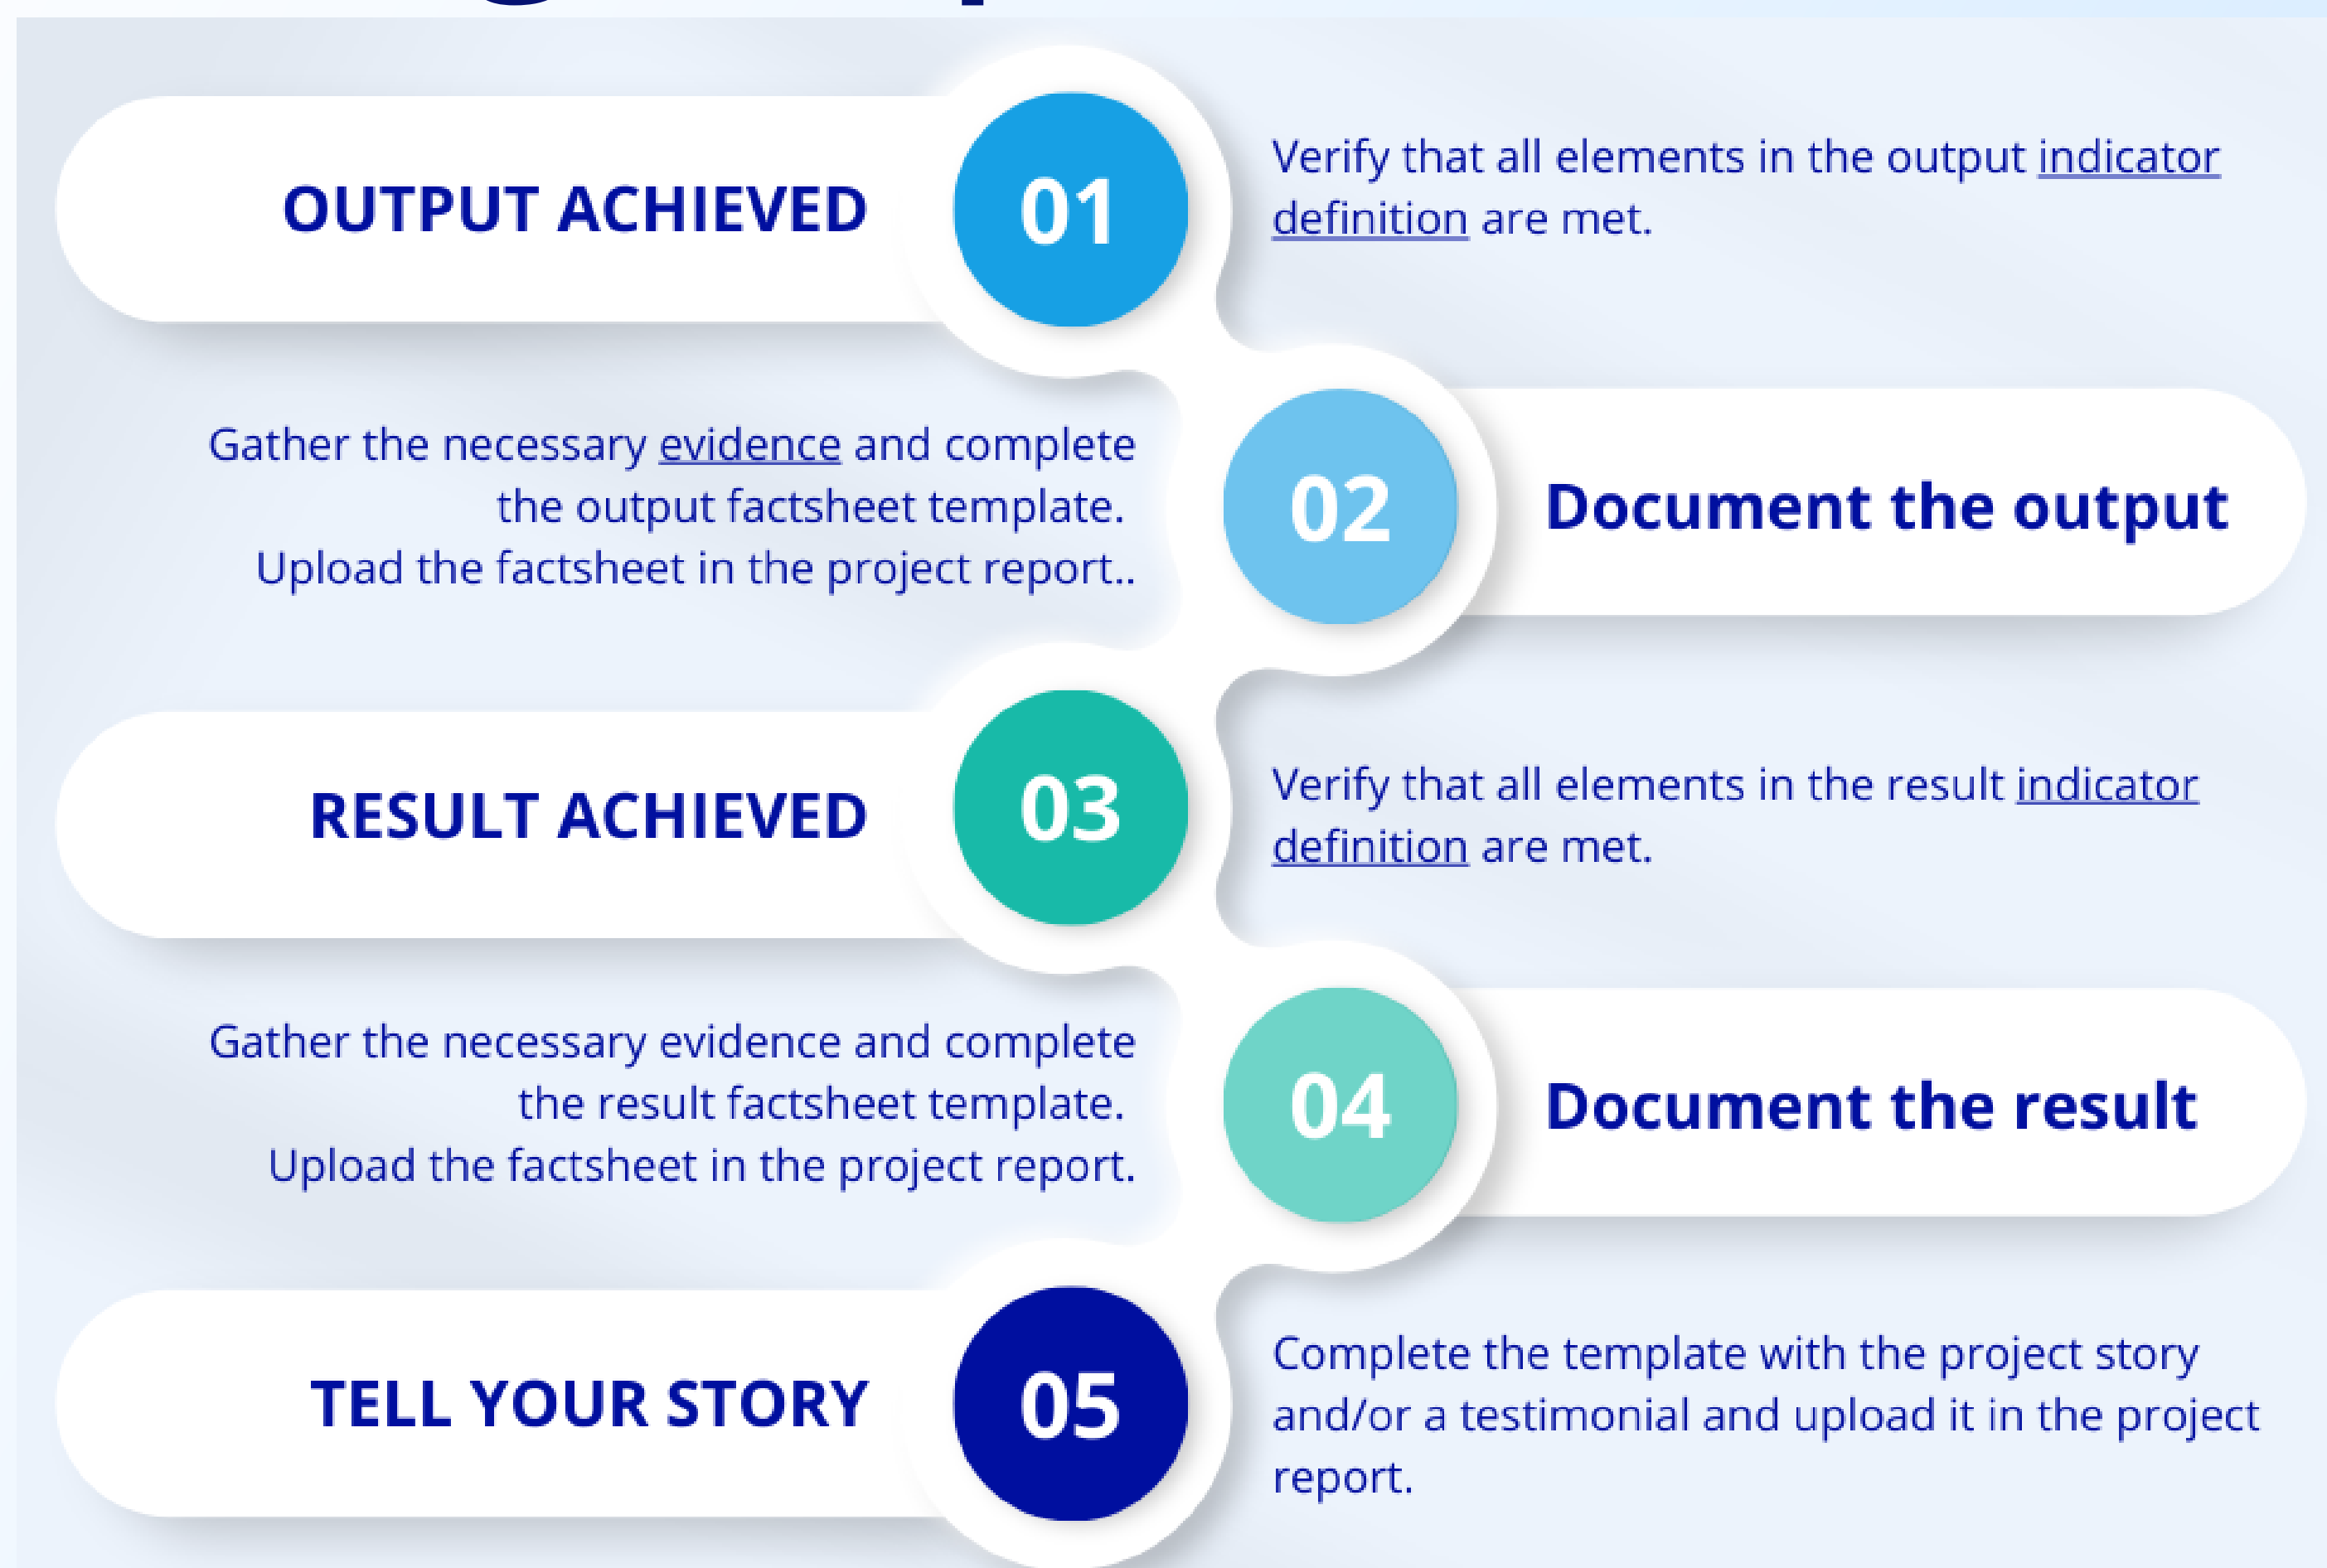 OUTPUT ACHIEVED
01
Verify that all elements in the output indicator
definition are met.
Gather the necessary evidence and complete
the output factsheet template.
Upload the factsheet in the project report..
02
Document the output
RESULT ACHIEVED
03
Verify that all elements in the result indicator
definition are met.
Gather the necessary evidence and complete
the result factsheet template.
Upload the factsheet in the project report.
04
Document the result
TELL YOUR STORY
05
Complete the template with the project story
and/or a testimonial and upload it in the project
report.